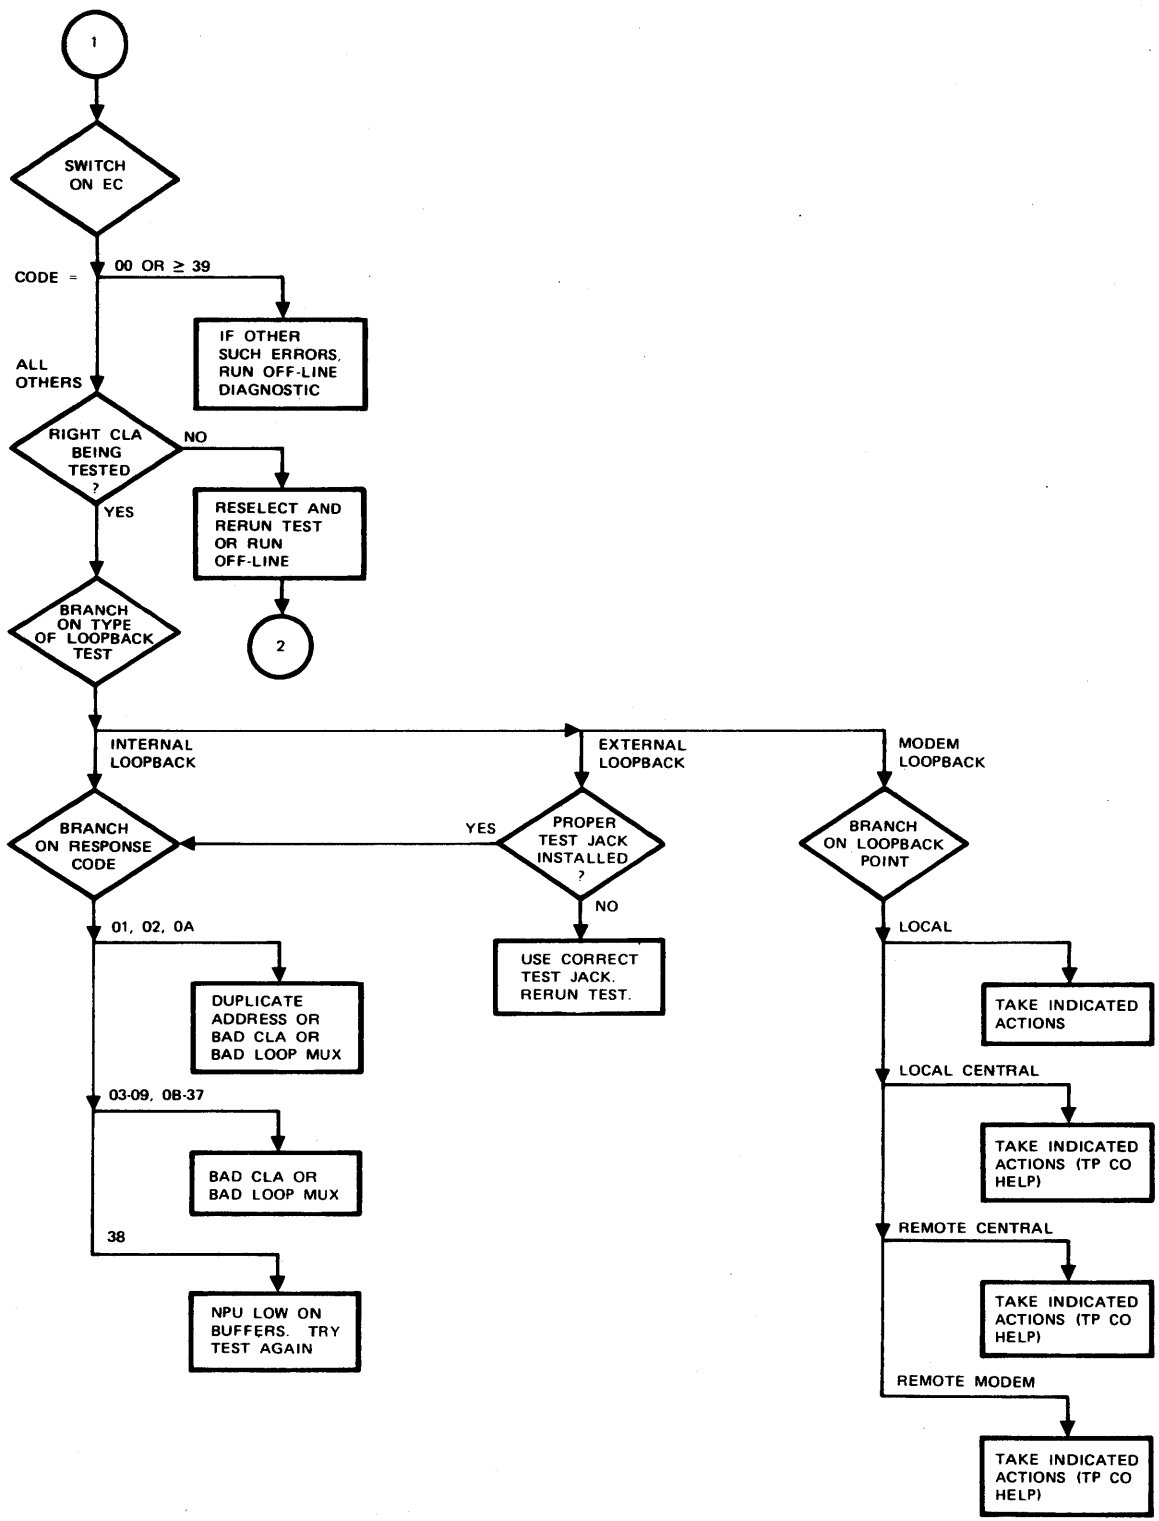 1
SWITCH
ON EC
CODE =
00 OR ≥ 39
IF OTHER
SUCH ERRORS,
RUN OFF-LINE
DIAGNOSTIC
ALL
OTHERS
RIGHT CLA
BEING
TESTED
?
NO
YES
RESELECT AND
RERUN TEST
OR RUN
OFF-LINE
2
BRANCH
ON TYPE
OF LOOPBACK
TEST
INTERNAL
LOOPBACK
EXTERNAL
LOOPBACK
MODEM
LOOPBACK
BRANCH
ON RESPONSE
CODE
YES
PROPER
TEST JACK
INSTALLED
?
NO
USE CORRECT
TEST JACK.
RERUN TEST.
BRANCH
ON LOOPBACK
POINT
01, 02, 0A
DUPLICATE
ADDRESS OR
BAD CLA OR
BAD LOOP MUX
03-09, 0B-37
BAD CLA OR
BAD LOOP MUX
38
NPU LOW ON
BUFFERS. TRY
TEST AGAIN
LOCAL
TAKE INDICATED
ACTIONS
LOCAL CENTRAL
TAKE INDICATED
ACTIONS (TP CO
HELP)
REMOTE CENTRAL
TAKE INDICATED
ACTIONS (TP CO
HELP)
REMOTE MODEM
TAKE INDICATED
ACTIONS (TP CO
HELP)